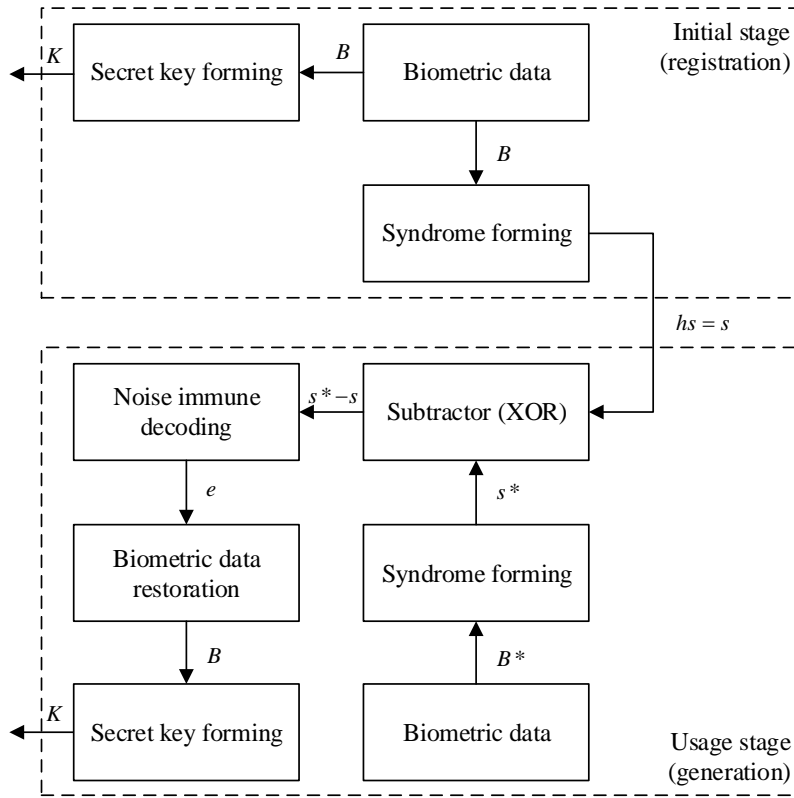 Initial stage
(registration)
K
Secret key forming
B
Biometric data
B
Syndrome forming
hs = s
Noise immune
decoding
s*−s
Subtractor (XOR)
e
s*
Biometric data
restoration
Syndrome forming
B
B*
K
Secret key forming
Biometric data
Usage stage
(generation)